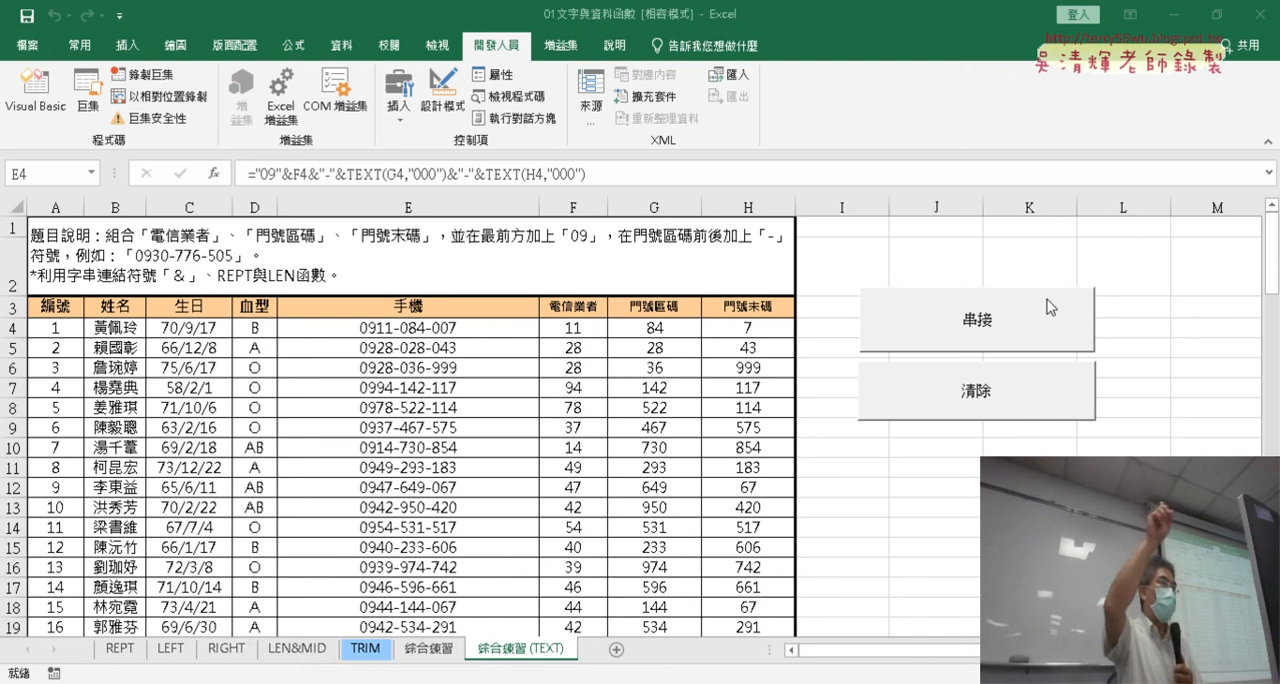 01文字與資料函數 [相容模式] - Excel
登入
檔案 常用 插入 繪圖 版面配置 公式 資料 校閱 檢視 開發人員 增益集 說明 告訴我您想做什麼 共用
http://terry55wu.blogspot.tw
吳清輝老師錄製
錄製巨集 屬性 對應內容 匯入
以相對位置錄製 檢視程式碼 擴充套件 匯出
巨集安全性 執行對話方塊 重新整理資料
Visual Basic 巨集 增益集 Excel 增益集 COM 增益集 插入 設計模式 來源...
程式碼 增益集 控制項 XML
E4 fx ="09"&F4&"-"&TEXT(G4,"000")&"-"&TEXT(H4,"000")
A B C D E F G H I J K L M
1 題目說明：組合「電信業者」、「門號區碼」、「門號末碼」，並在最前方加上「09」，在門號區碼前後加上「-」
符號，例如：「0930-776-505」。
2 *利用字串連結符號「＆」、REPT與LEN函數。
3 編號 姓名 生日 血型 手機 電信業者 門號區碼 門號末碼
4 1 黃佩玲 70/9/17 B 0911-084-007 11 84 7
串接
5 2 賴國彰 66/12/8 A 0928-028-043 28 28 43
6 3 詹琬婷 75/6/17 O 0928-036-999 28 36 999
7 4 楊堯典 58/2/1 O 0994-142-117 94 142 117
清除
8 5 姜雅琪 71/10/6 O 0978-522-114 78 522 114
9 6 陳毅聰 63/2/16 O 0937-467-575 37 467 575
10 7 湯千葦 69/2/18 AB 0914-730-854 14 730 854
11 8 柯昆宏 73/12/22 A 0949-293-183 49 293 183
12 9 李東益 65/6/11 AB 0947-649-067 47 649 67
13 10 洪秀芳 70/2/22 AB 0942-950-420 42 950 420
14 11 梁書維 67/7/4 O 0954-531-517 54 531 517
15 12 陳沅竹 66/1/17 B 0940-233-606 40 233 606
16 13 劉珈妤 72/3/8 O 0939-974-742 39 974 742
17 14 顏逸琪 71/10/14 B 0946-596-661 46 596 661
18 15 林宛霓 73/4/21 A 0944-144-067 44 144 67
19 16 郭雅芬 69/6/30 A 0942-534-291 42 534 291
REPT LEFT RIGHT LEN&MID TRIM 綜合練習 綜合練習 (TEXT)
就緒